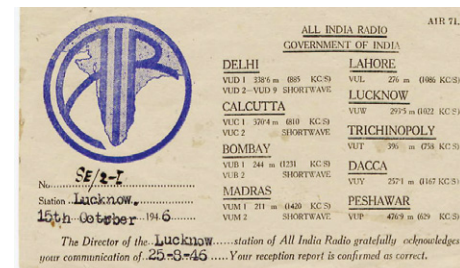 AIR
AIR 71.
ALL INDIA RADIO
GOVERNMENT OF INDIA
DELHI
VUD 1 338'6 m (885 KC/S)
VUD 2—VUD 9 SHORTWAVE
CALCUTTA
VUC 1 370'4 m (810 KC/S)
VUC 2 SHORTWAVE
BOMBAY
VUB 1 244 m (1231 KC/S)
VUB 2 SHORTWAVE
MADRAS
VUM 1 211 m (1420 KC/S)
VUM 2 SHORTWAVE
LAHORE
VUL 276 m (1086 KC/S)
LUCKNOW
VUW 293'5 m (1022 KC/S)
TRICHINOPOLY
VUT 396 m (758 KC/S)
DACCA
VUY 257'1 m (1167 KC/S)
PESHAWAR
VUP 476'9 m (629 KC/S)
No. SE/2-I
Station Lucknow.
15th October 1946
The Director of the Lucknow station of All India Radio gratefully acknowledges
your communication of 25-8-46 Your reception report is confirmed as correct.